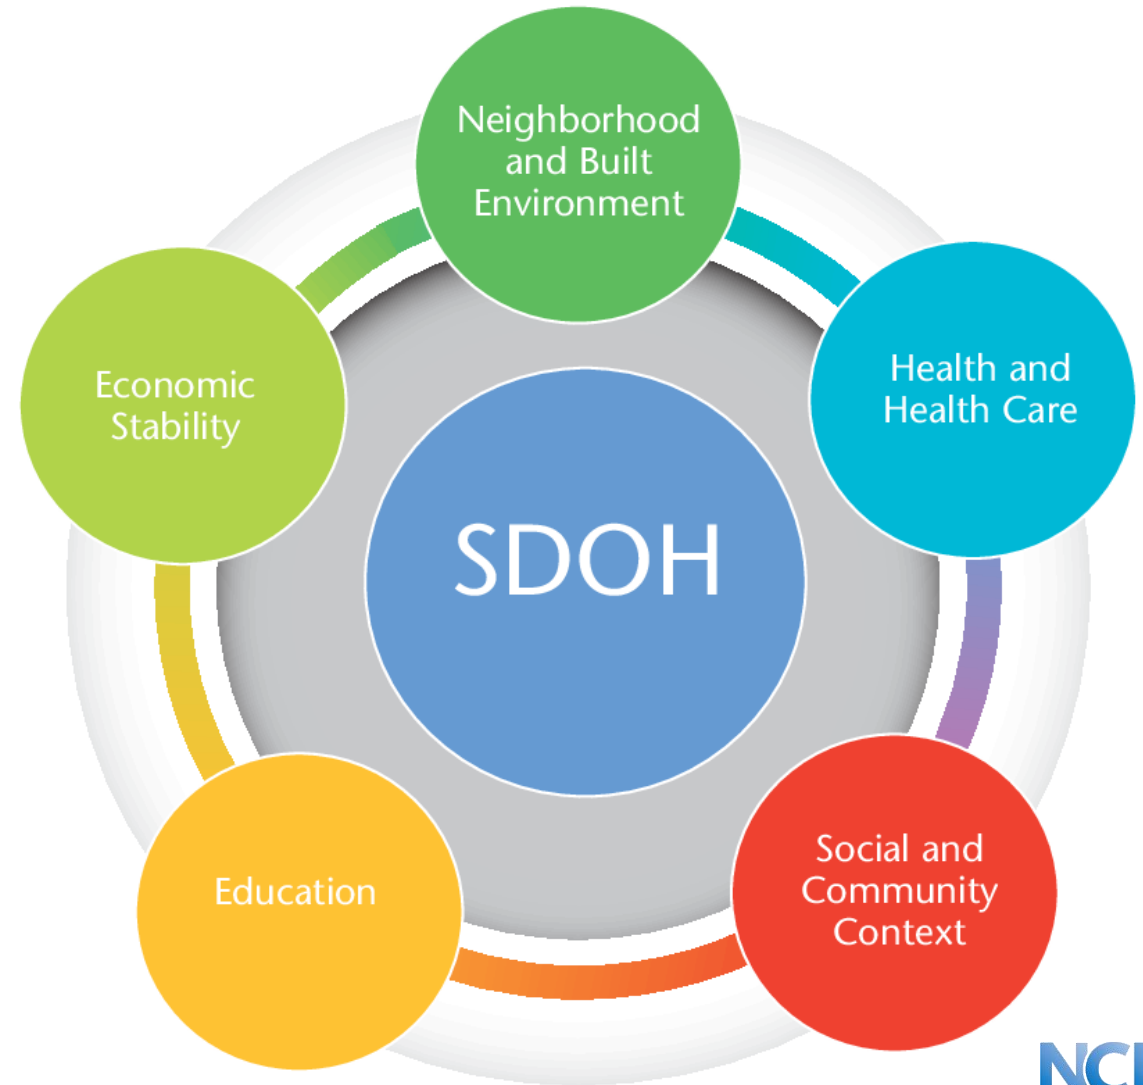 Neighborhood
and Built
Environment
Economic
Stability
Health and
Health Care
SDOH
Education
Social and
Community
Context